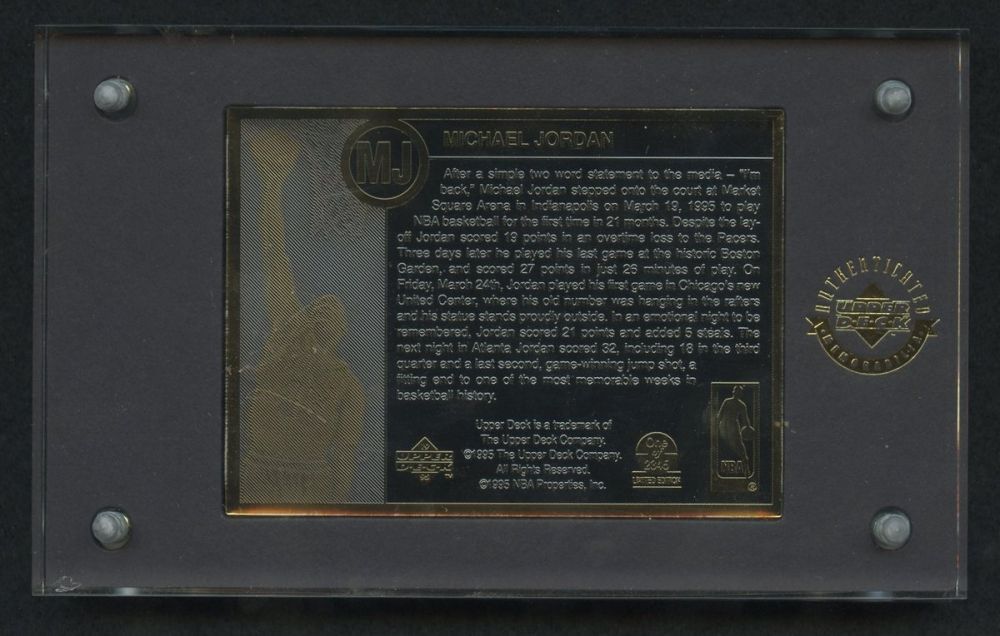 MJ
MICHAEL JORDAN
After a simple two word statement to the media – "I'm
back," Michael Jordan stepped onto the court at Market
Square Arena in Indianapolis on March 19, 1995 to play
NBA basketball for the first time in 21 months. Despite the lay-
off Jordan scored 19 points in an overtime loss to the Pacers.
Three days later he played his last game at the historic Boston
Garden, and scored 27 points in just 26 minutes of play. On
Friday, March 24th, Jordan played his first game in Chicago's new
United Center, where his old number was hanging in the rafters
and his statue stands proudly outside. In an emotional night to be
remembered, Jordan scored 21 points and added 5 steals. The
next night in Atlanta Jordan scored 32, including 18 in the third
quarter and a last second, game-winning jump shot, a
fitting end to one of the most memorable weeks in
basketball history.
Upper Deck is a trademark of
The Upper Deck Company.
©1995 The Upper Deck Company.
All Rights Reserved.
©1995 NBA Properties, Inc.
19
UPPER
DECK
95
TM
One
of
LIMITED EDITION
NBA
®
AUTHENTICATED
UPPER
DECK
MEMORABILIA